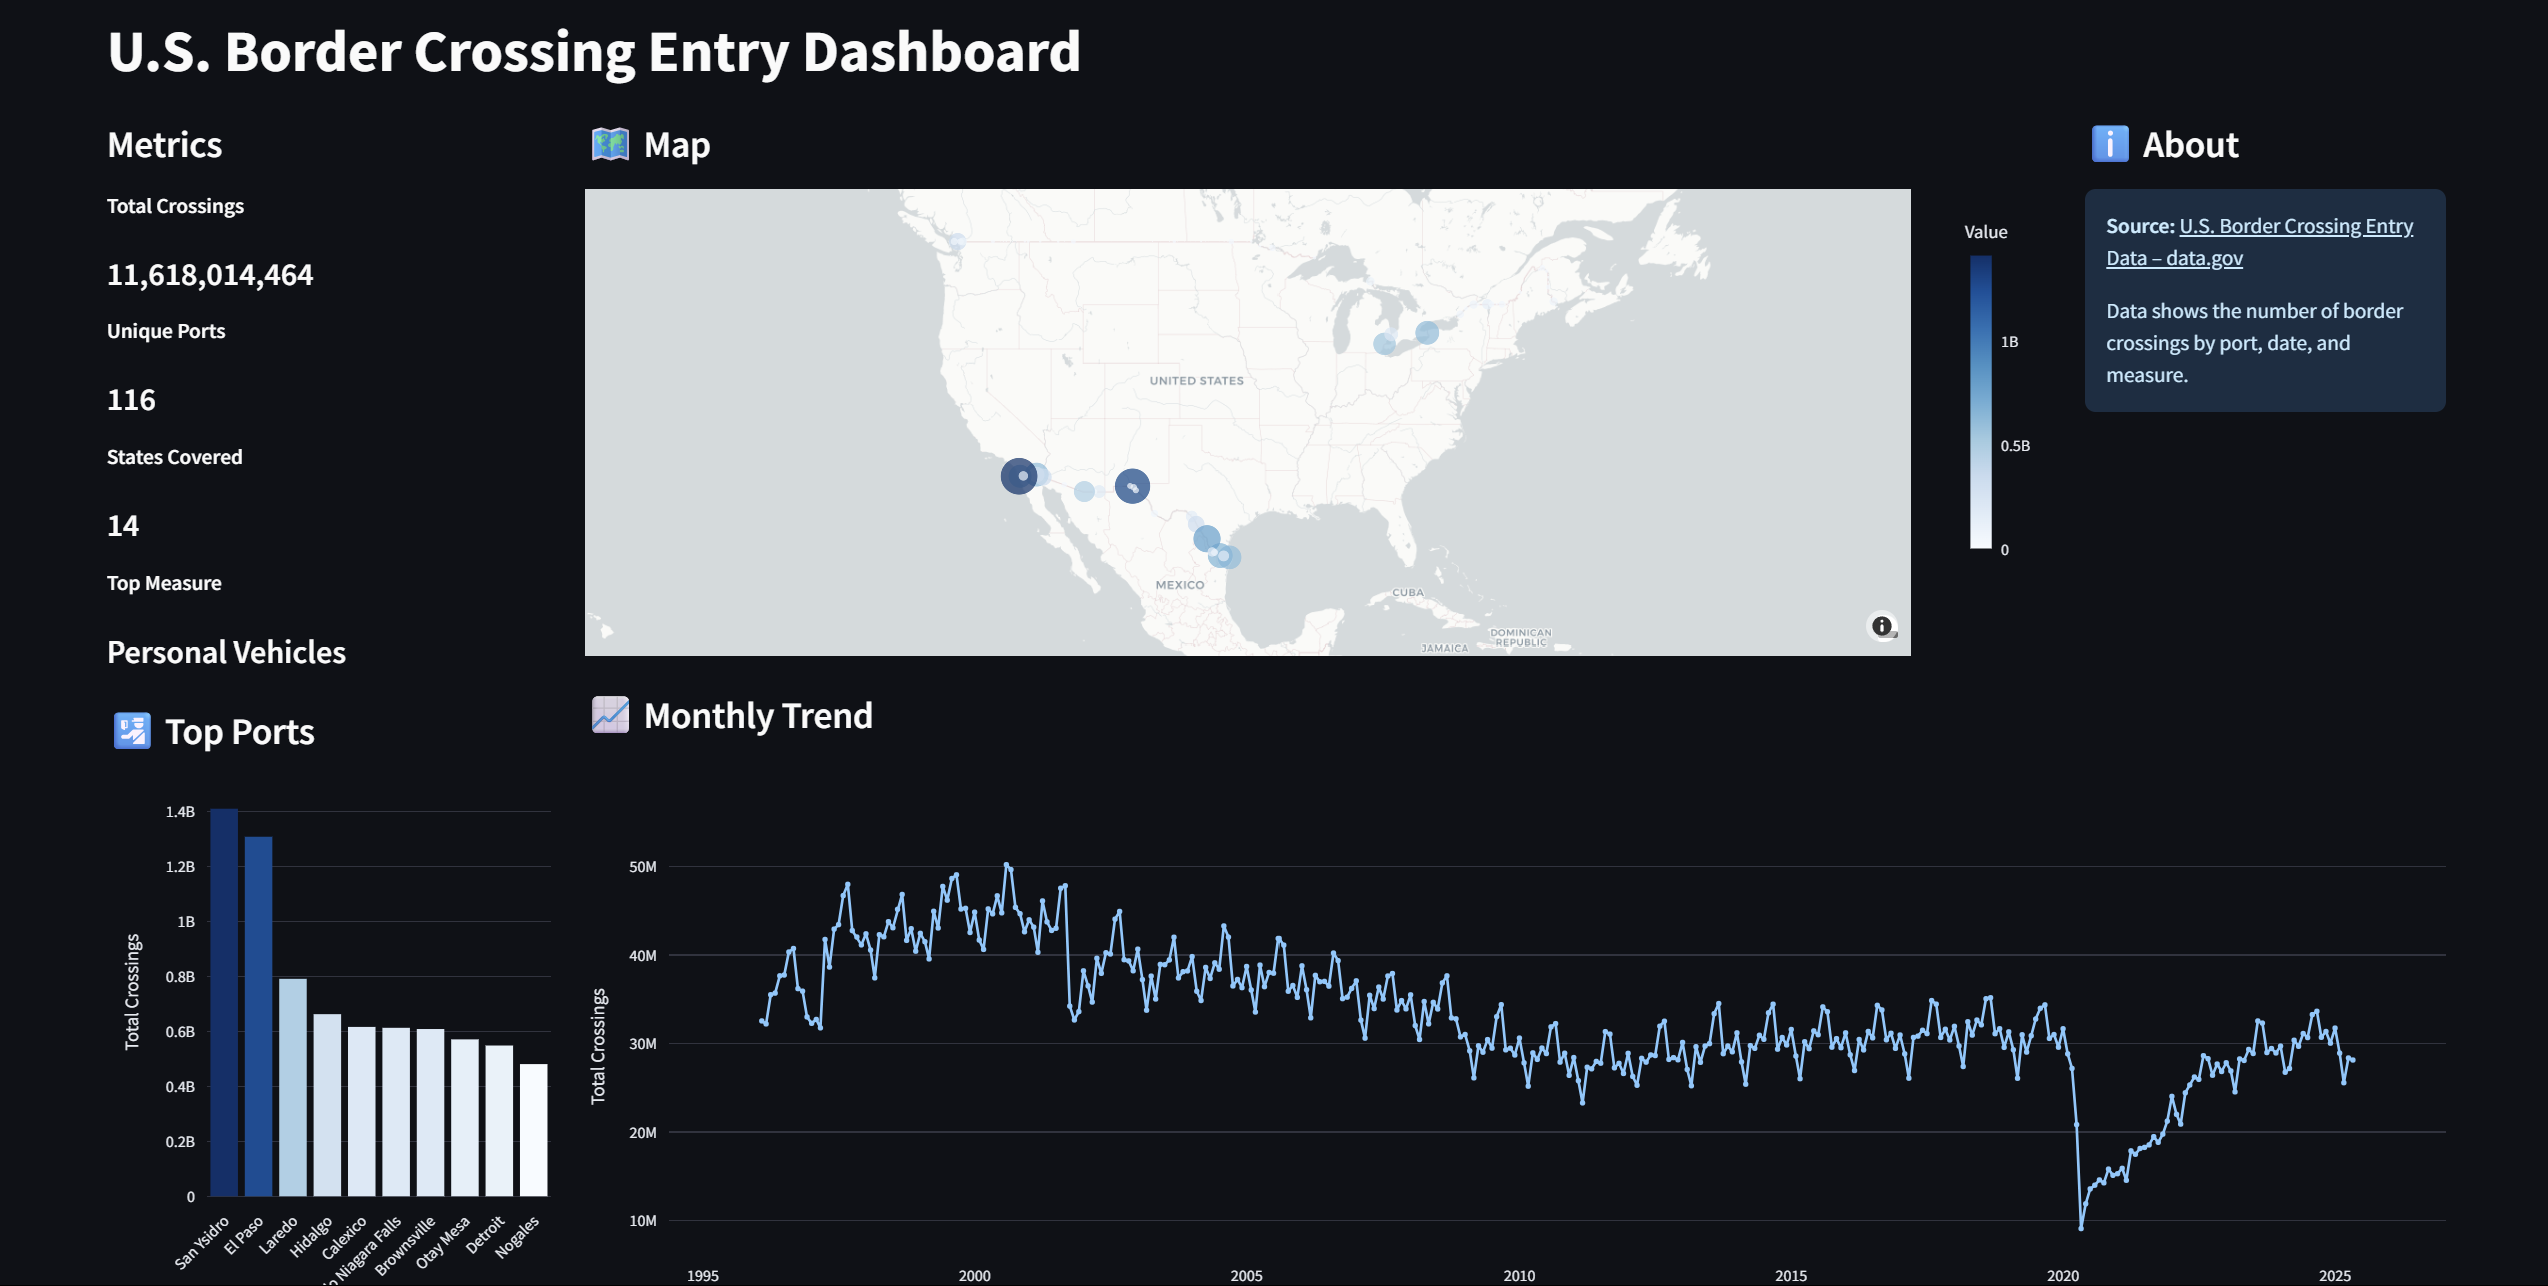 U.S. Border Crossing Entry Dashboard
Metrics
Total Crossings
11,618,014,464
Unique Ports
116
States Covered
14
Top Measure
Personal Vehicles
Map
UNITED STATES
MEXICO
CUBA
DOMINICAN
REPUBLIC
JAMAICA
Value
1B
0.5B
0
About
Source: U.S. Border Crossing Entry
Data – data.gov
Data shows the number of border
crossings by port, date, and
measure.
Top Ports
Total Crossings
1.4B
1.2B
1B
0.8B
0.6B
0.4B
0.2B
0
San Ysidro
El Paso
Laredo
Hidalgo
Calexico
Niagara Falls
Brownsville
Otay Mesa
Detroit
Nogales
Monthly Trend
Total Crossings
50M
40M
30M
20M
10M
1995
2000
2005
2010
2015
2020
2025